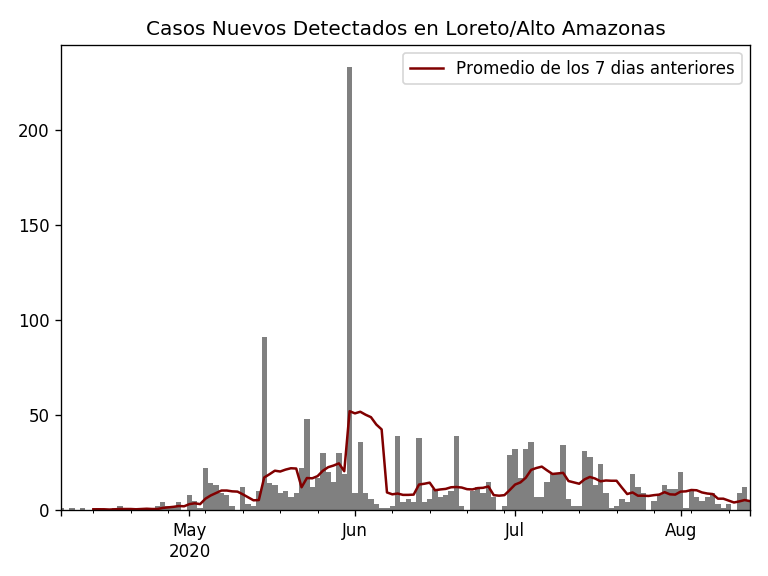 Casos Nuevos Detectados en Loreto/Alto Amazonas
Promedio de los 7 dias anteriores
200
150
100
50
0
May
2020
Jun
Jul
Aug